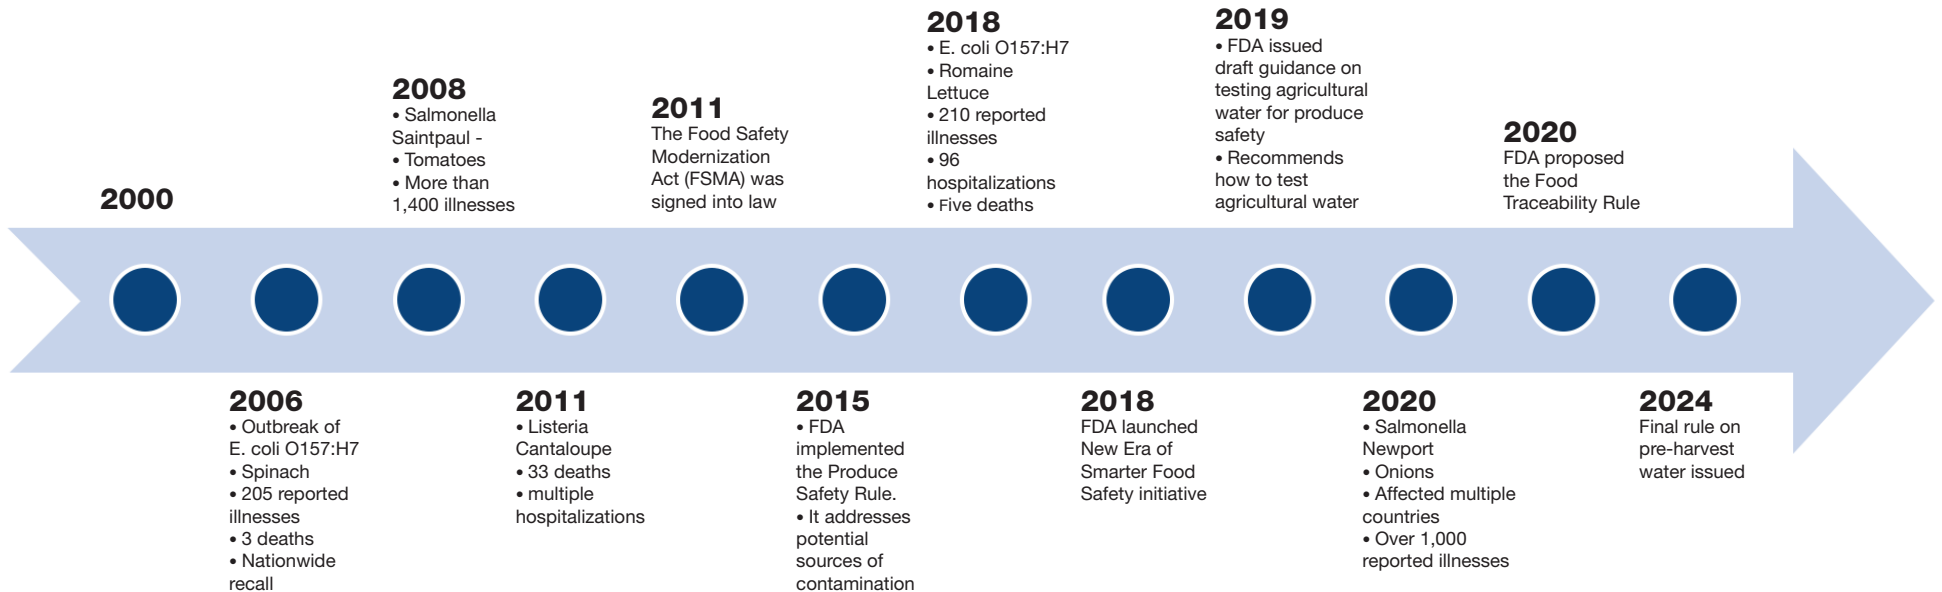 2000
2006
• Outbreak of
E. coli O157:H7
• Spinach
• 205 reported
illnesses
• 3 deaths
• Nationwide
recall
2008
• Salmonella
Saintpaul -
• Tomatoes
• More than
1,400 illnesses
2011
• Listeria
Cantaloupe
• 33 deaths
• multiple
hospitalizations
2011
The Food Safety
Modernization
Act (FSMA) was
signed into law
2015
• FDA
implemented
the Produce
Safety Rule.
• It addresses
potential
sources of
contamination
2018
• E. coli O157:H7
• Romaine
Lettuce
• 210 reported
illnesses
• 96
hospitalizations
• Five deaths
2018
FDA launched
New Era of
Smarter Food
Safety initiative
2019
• FDA issued
draft guidance on
testing agricultural
water for produce
safety
• Recommends
how to test
agricultural water
2020
• Salmonella
Newport
• Onions
• Affected multiple
countries
• Over 1,000
reported illnesses
2020
FDA proposed
the Food
Traceability Rule
2024
Final rule on
pre-harvest
water issued